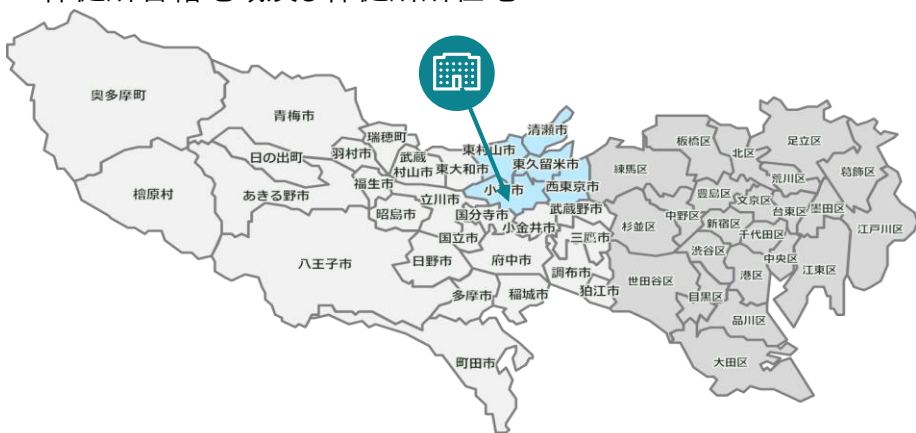 奥多摩町
青梅市
瑞穂町
羽村市
日の出町
檜原村
あきる野市
福生市
武蔵
村山市
東大和市
東村山市
清瀬市
東久留米市
西東京市
立川市
昭島市
国分寺市
小金井市
武蔵野市
国立市
三鷹市
八王子市
日野市
府中市
調布市
狛江市
多摩市
稲城市
町田市
板橋区
北区
足立区
練馬区
荒川区
葛飾区
豊島区
文京区
台東区
墨田区
江戸川区
中野区
新宿区
杉並区
千代田区
渋谷区
中央区
江東区
世田谷区
港区
目黒区
品川区
大田区